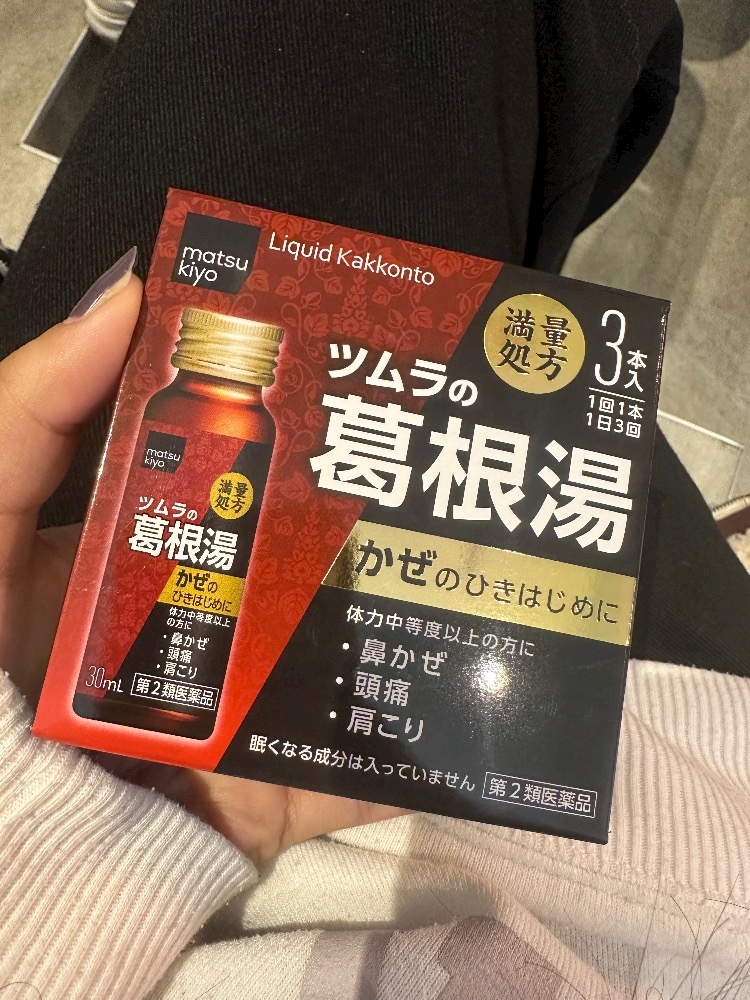 matsu
kiyo
Liquid Kakkonto
満量
処方
3本入
1回1本
1日3回
ツムラの
葛根湯
かぜのひきはじめに
体力中等度以上の方に
・鼻かぜ
・頭痛
・肩こり
眠くなる成分は入っていません
第2類医薬品
matsu
kiyo
満量
処方
ツムラの
葛根湯
かぜの
ひきはじめに
体力中等度以上
の方に
・鼻かぜ
・頭痛
・肩こり
30mL
第2類医薬品